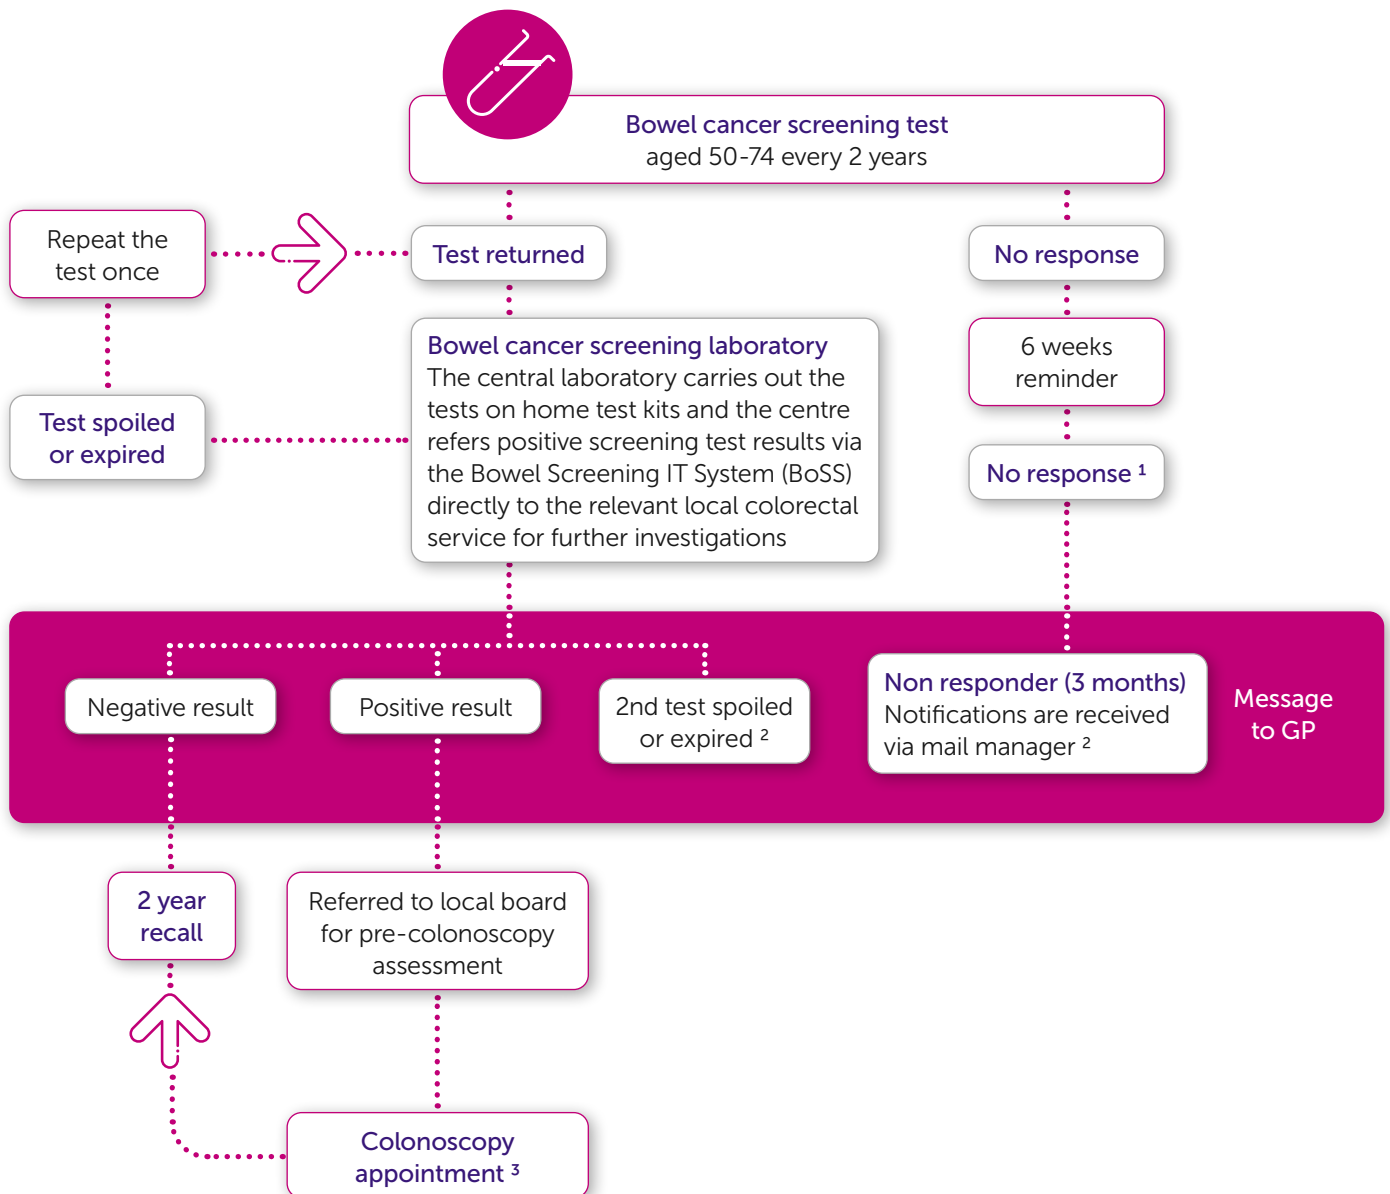 Bowel cancer screening test
aged 50-74 every 2 years
Repeat the
test once
Test returned
No response
Bowel cancer screening laboratory
The central laboratory carries out the
tests on home test kits and the centre
refers positive screening test results via
the Bowel Screening IT System (BoSS)
directly to the relevant local colorectal
service for further investigations
6 weeks
reminder
Test spoiled
or expired
No response ¹
Negative result
Positive result
2nd test spoiled
or expired ²
Non responder (3 months)
Notifications are received
via mail manager ²
Message
to GP
2 year
recall
Referred to local board
for pre-colonoscopy
assessment
Colonoscopy
appointment ³